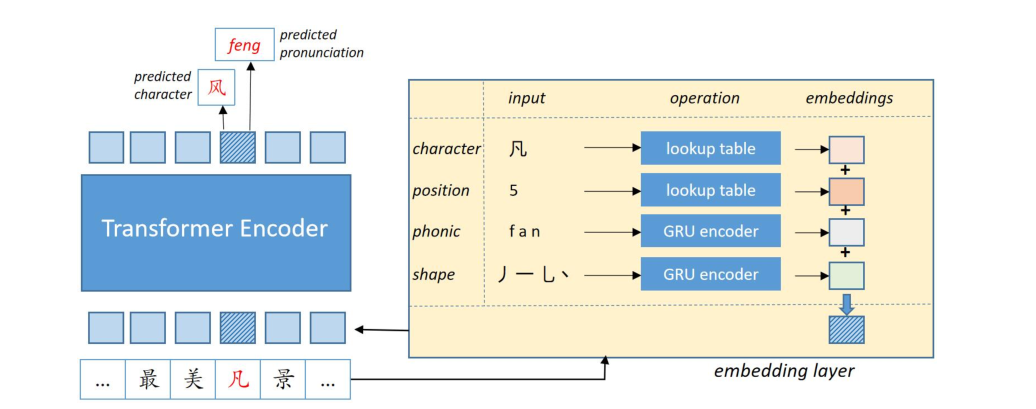 feng
predicted
pronunciation
predicted
character
风
Transformer Encoder
... 最 美 凡 景 ...
input operation embeddings
character 凡 lookup table
+
position 5 lookup table
+
phonic f a n GRU encoder
+
shape 丿 一 乚 丶 GRU encoder
embedding layer